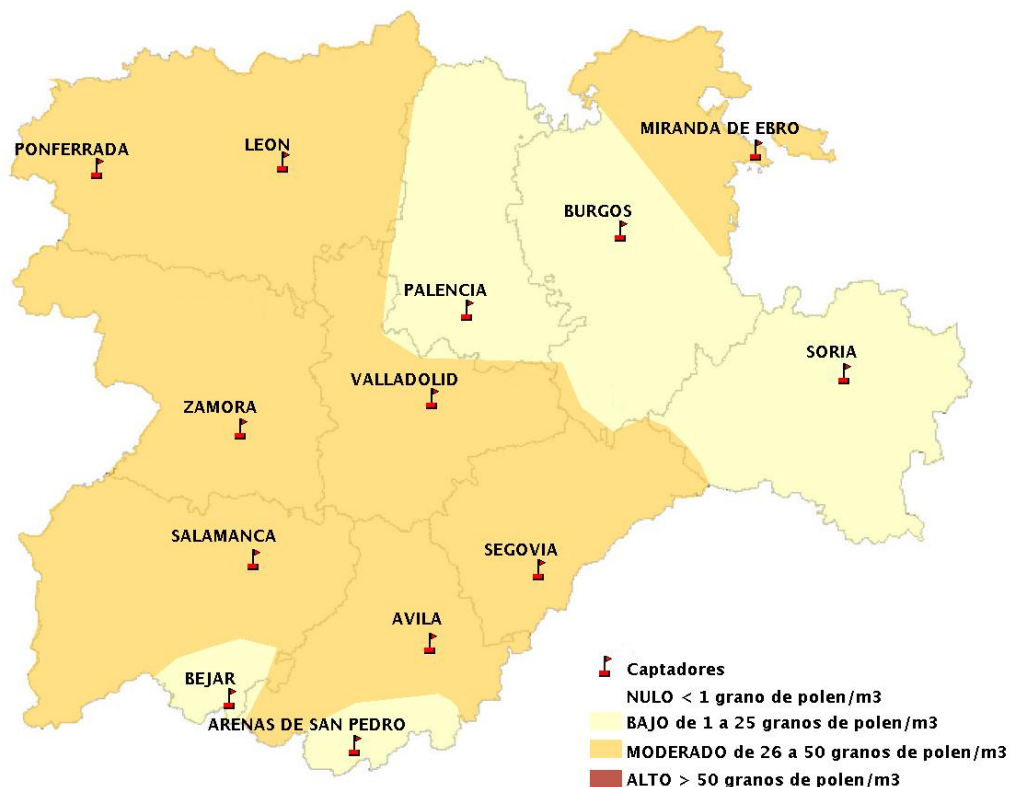 MIRANDA DE EBRO
PONFERRADA
LEON
BURGOS
PALENCIA
SORIA
VALLADOLID
ZAMORA
SALAMANCA
SEGOVIA
AVILA
BEJAR
ARENAS DE SAN PEDRO
Captadores
NULO < 1 grano de polen/m3
BAJO de 1 a 25 granos de polen/m3
MODERADO de 26 a 50 granos de polen/m3
ALTO > 50 granos de polen/m3